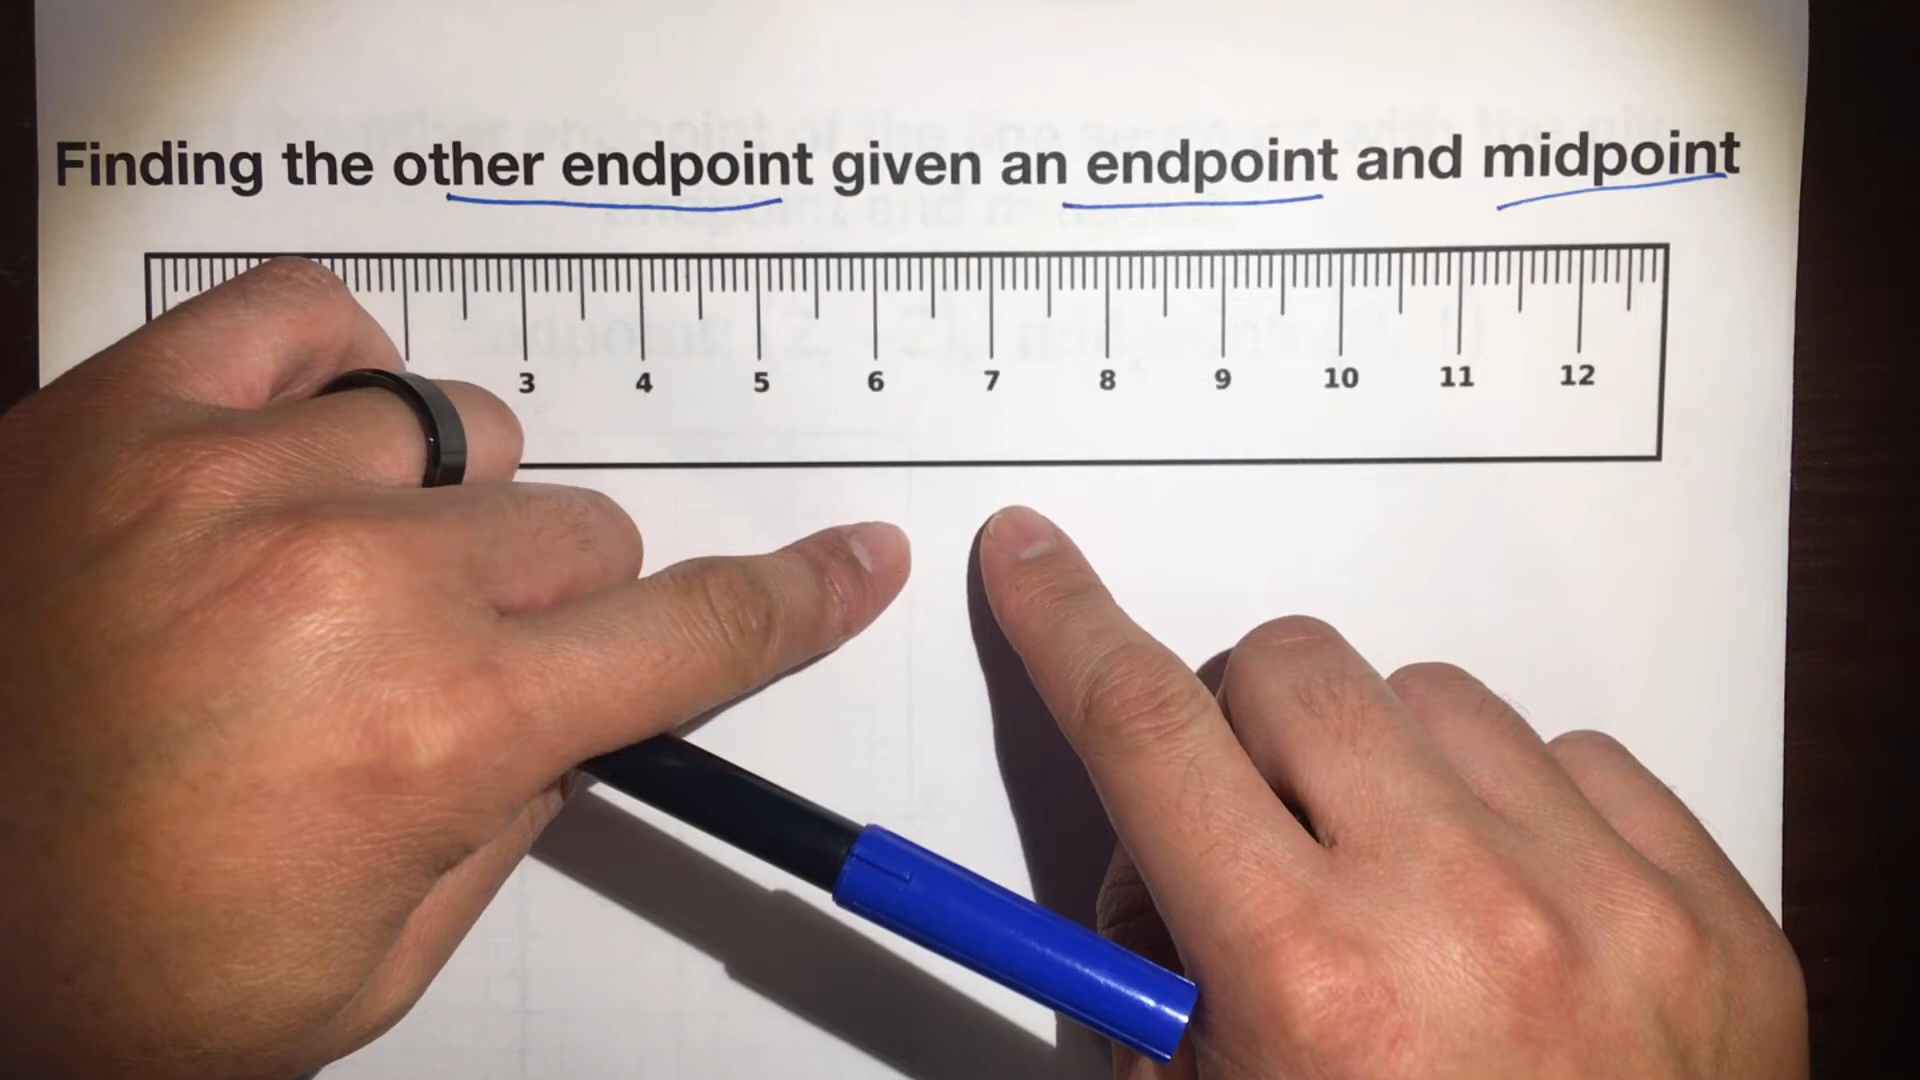 Finding the other endpoint given an endpoint and midpoint
3 4 5 6 7 8 9 10 11 12